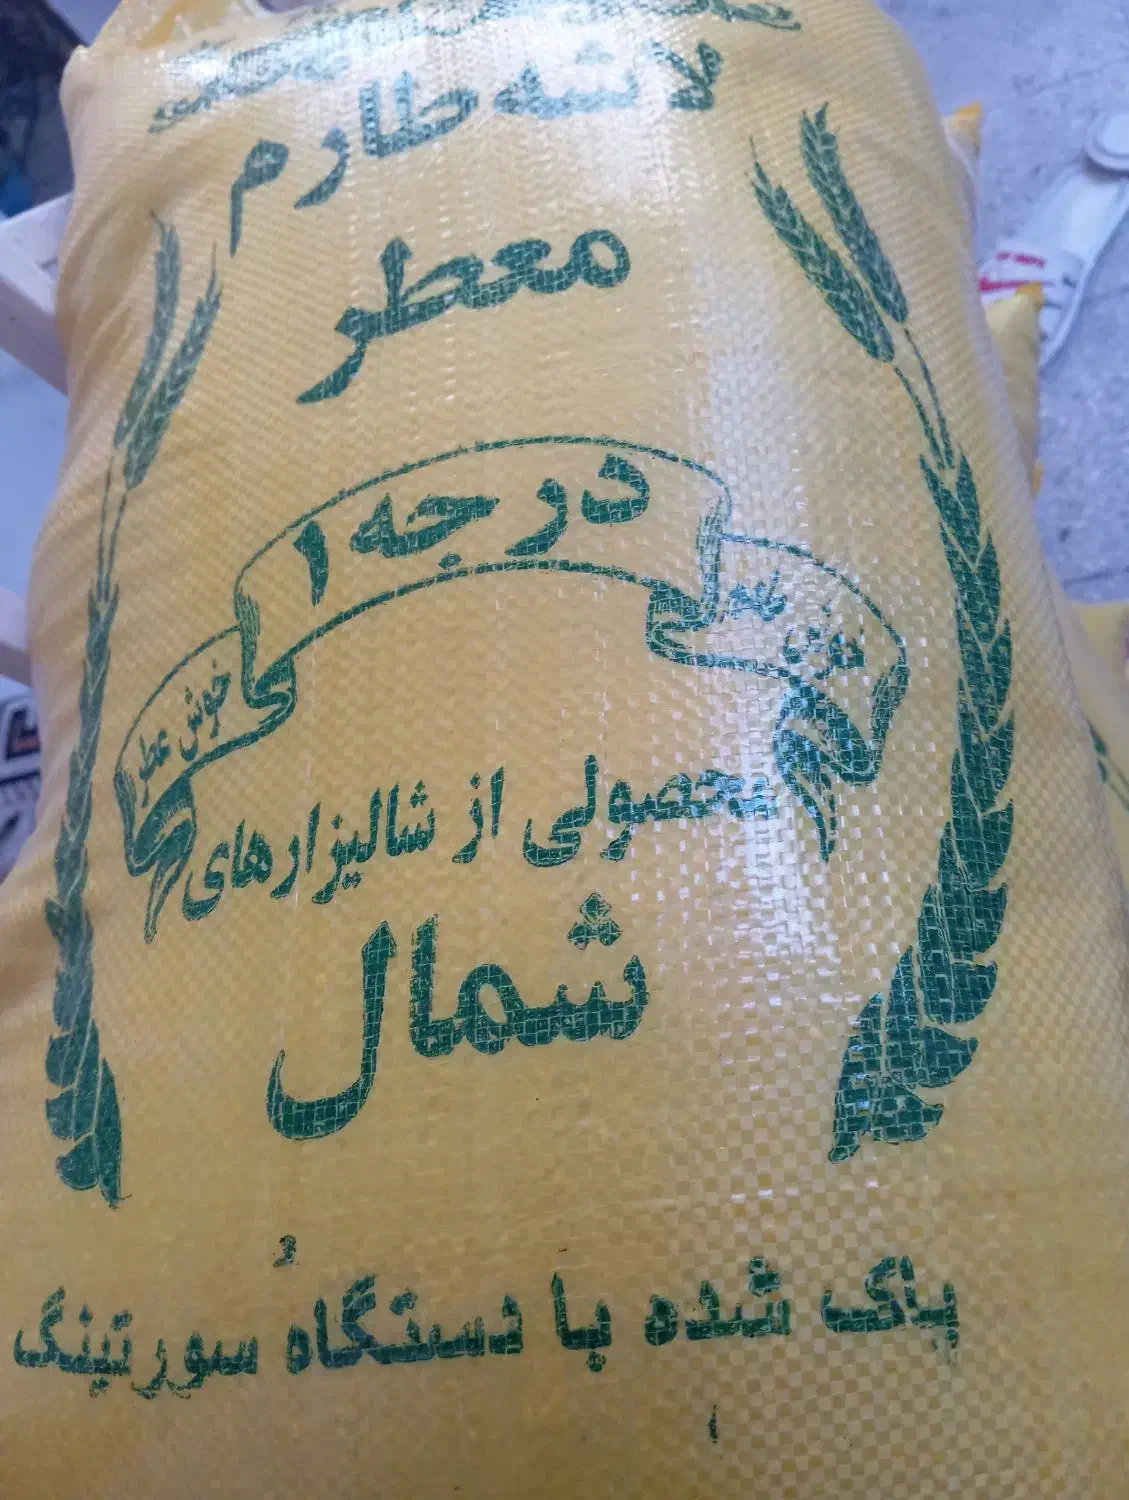 لاشه طارم
معطر
درجه ۱
خوش عطر
محصولی از شالیزارهای
شمال
پاک شده با دستگاه سورتینگ